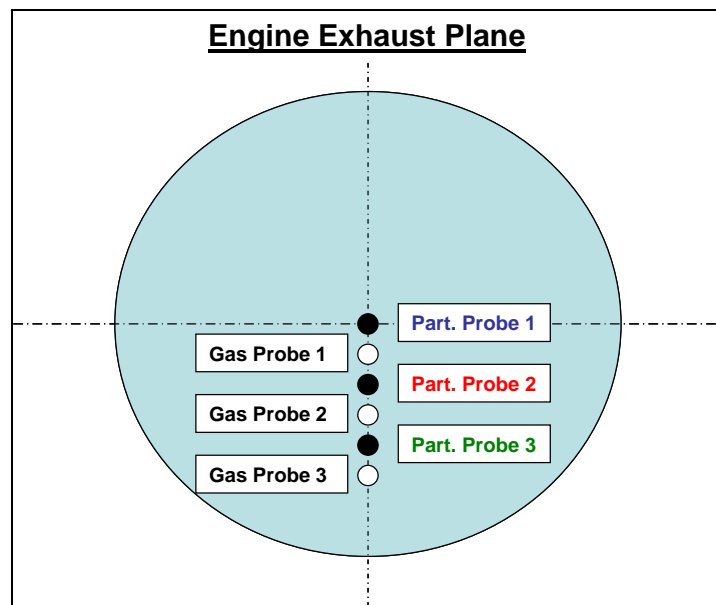 Engine Exhaust Plane
Part. Probe 1
Gas Probe 1
Part. Probe 2
Gas Probe 2
Part. Probe 3
Gas Probe 3